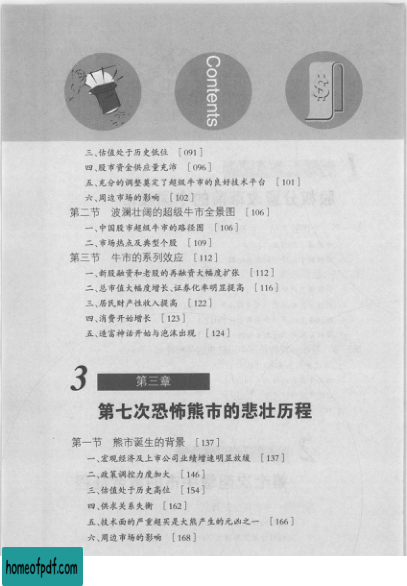 Contents
三、估值处于历史低位 [091]
四、股市资金供应量充沛 [096]
五、充分的调整奠定了超级牛市的良好技术平台 [101]
六、周边市场的影响 [102]
第二节 波澜壮阔的超级牛市全景图 [106]
一、中国股市超级牛市的路径图 [106]
二、市场热点及典型个股 [109]
第三节 牛市的系列效应 [112]
一、新股融资和老股的再融资大幅度扩张 [112]
二、总市值大幅度增长、证券化率明显提高 [116]
三、居民财产性收入提高 [122]
四、消费开始增长 [123]
五、造富神话开始与泡沫出现 [124]
3 第三章
第七次恐怖熊市的悲壮历程
第一节 熊市诞生的背景 [137]
一、宏观经济及上市公司业绩增速明显放缓 [137]
二、政策调控力度加大 [146]
三、估值处于历史高位 [154]
四、供求关系失衡 [162]
五、技术面的严重超买是大熊产生的元凶之一 [166]
六、周边市场的影响 [168]
homeofpdf.com